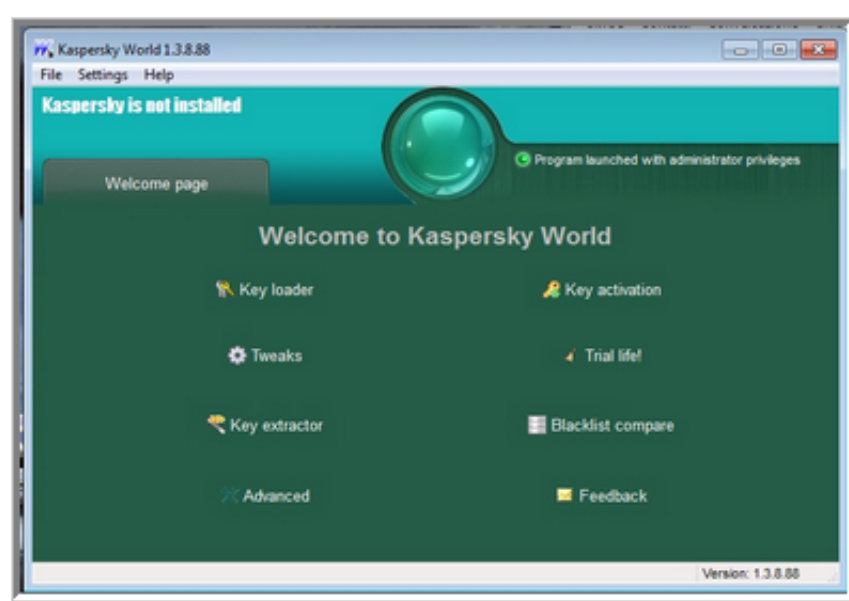 Kaspersky World 1.3.8.88
File Settings Help
Kaspersky is not installed
Program launched with administrator privileges
Welcome page
Welcome to Kaspersky World
Key loader Key activation
Tweaks Trial life!
Key extractor Blacklist compare
Advanced Feedback
Version: 1.3.8.88